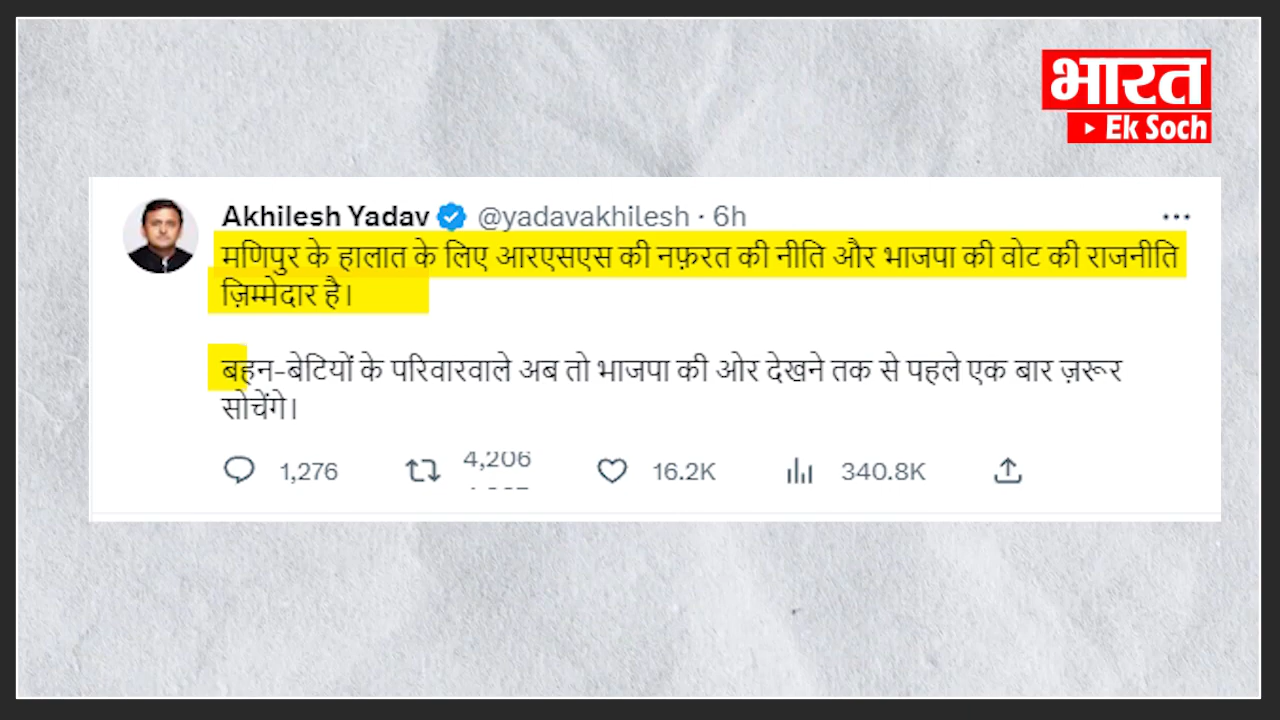 भारत
Ek Soch
Akhilesh Yadav @yadavakhilesh · 6h
मणिपुर के हालात के लिए आरएसएस की नफ़रत की नीति और भाजपा की वोट की राजनीति
ज़िम्मेदार है।
बहन-बेटियों के परिवारवाले अब तो भाजपा की ओर देखने तक से पहले एक बार ज़रूर
सोचेंगे।
1,276 4,206 16.2K 340.8K